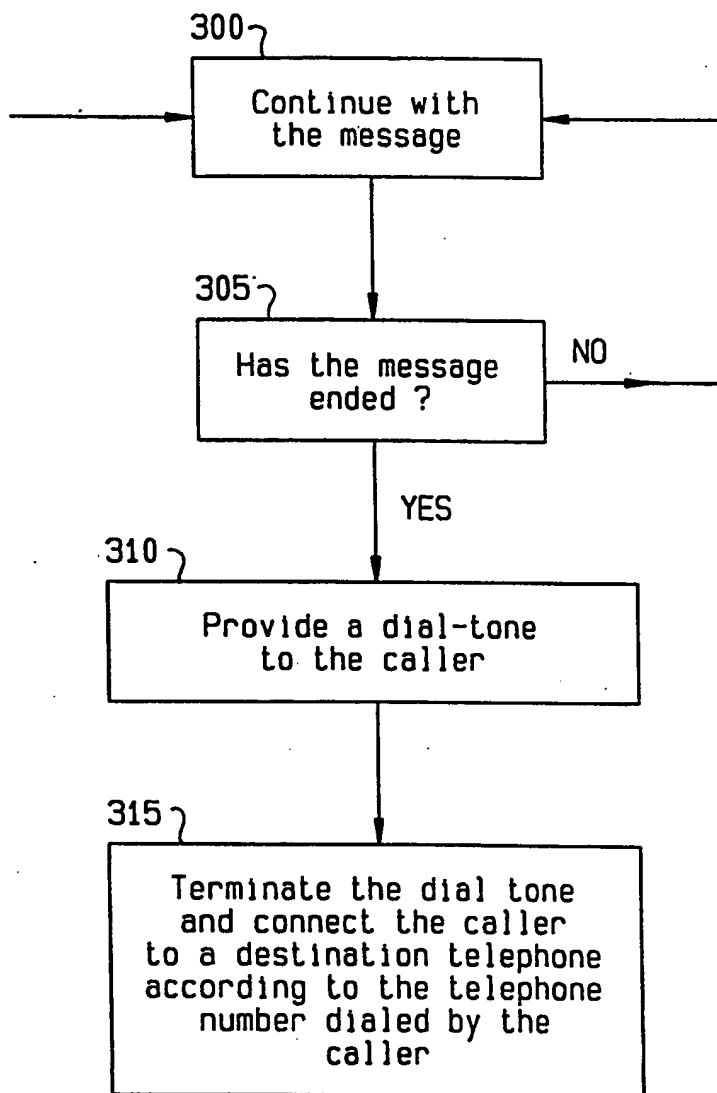 300
Continue with
the message
305
Has the message
ended ?
NO
YES
310
Provide a dial-tone
to the caller
315
Terminate the dial tone
and connect the caller
to a destination telephone
according to the telephone
number dialed by the
caller